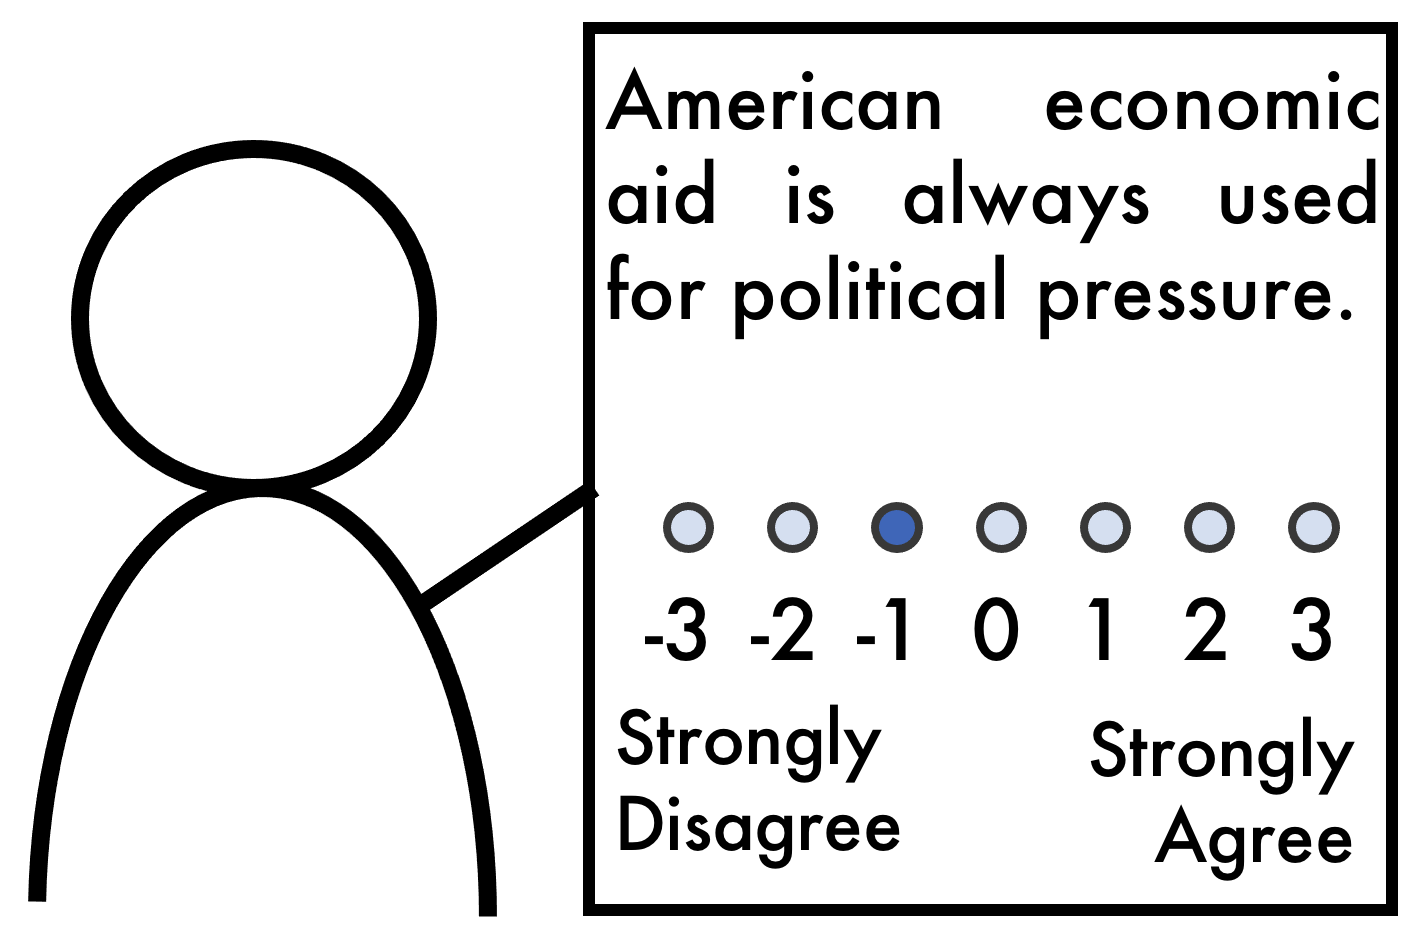 American economic
aid is always used
for political pressure.
-3 -2 -1 0 1 2 3
Strongly Strongly
Disagree Agree